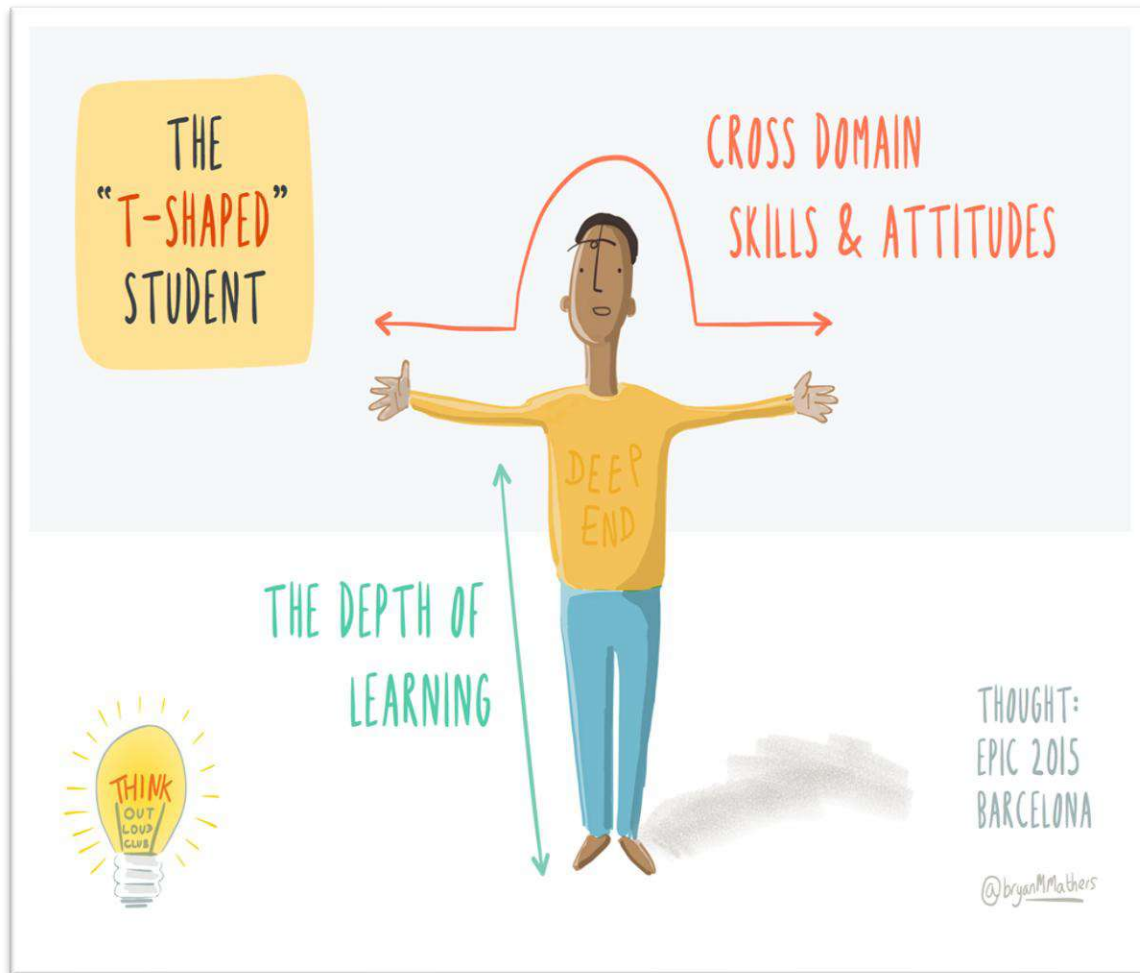 THE
"T-SHAPED"
STUDENT
CROSS DOMAIN
SKILLS & ATTITUDES
DEEP
END
THE DEPTH OF
LEARNING
THINK
OUT
LOUD
CLUB
THOUGHT:
EPIC 2015
BARCELONA
@bryanMMathers